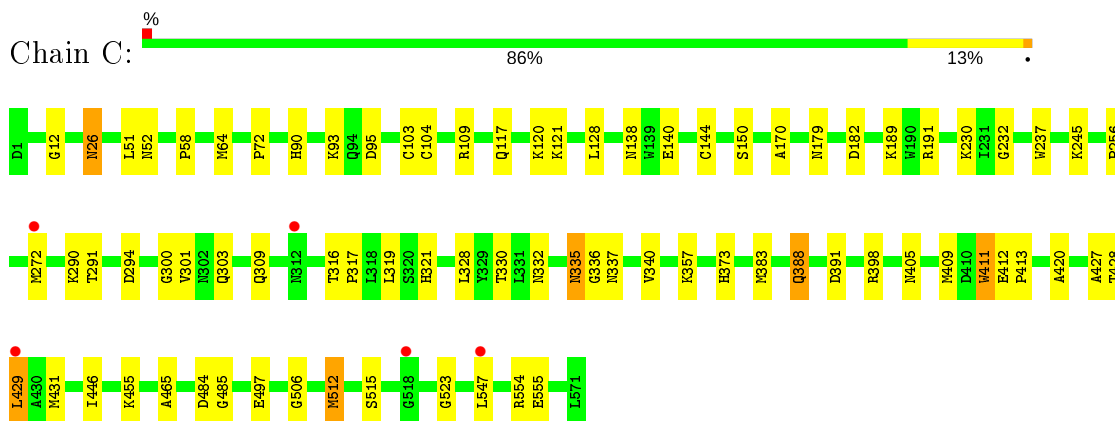 %
Chain C:
86% 13% •
D1 G12 N26 L51 N52 P58 M64 P72 H90 K93 Q94 D95 C103 C104 R109 Q117 K120 K121 L128 N138 W139 E140 C144 S150 A170 N179 D182 K189 W190 R191 K230 I231 G232 W237 K245
M272 K290 T291 D294 G300 V301 N302 Q303 Q309 N312 T316 P317 L318 L319 S320 H321 L328 Y329 T330 L331 N332 N335 G336 N337 V340 K357 H373 M383 Q388 D391 R398 N405 M409 D410 W411 E412 P413 A420 A427 T428
L429 A430 M431 I446 K455 A465 D484 G485 E497 G506 M512 S515 G518 G523 L547 R554 E555 L571